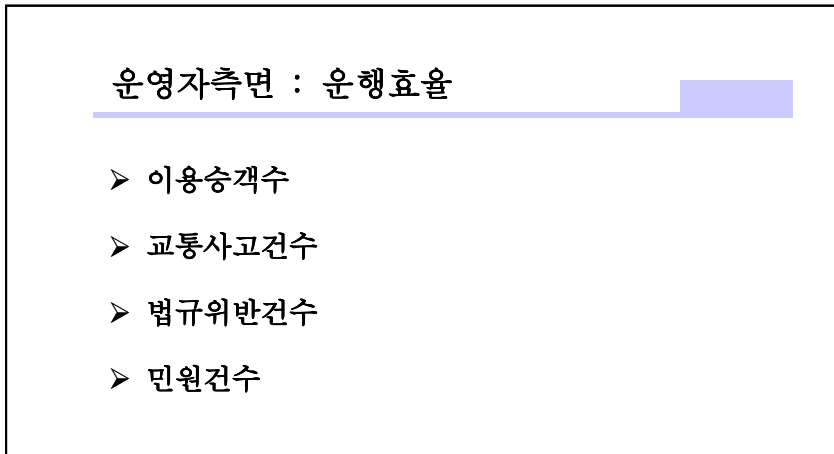 운영자측면 : 운행효율
➢ 이용승객수
➢ 교통사고건수
➢ 법규위반건수
➢ 민원건수